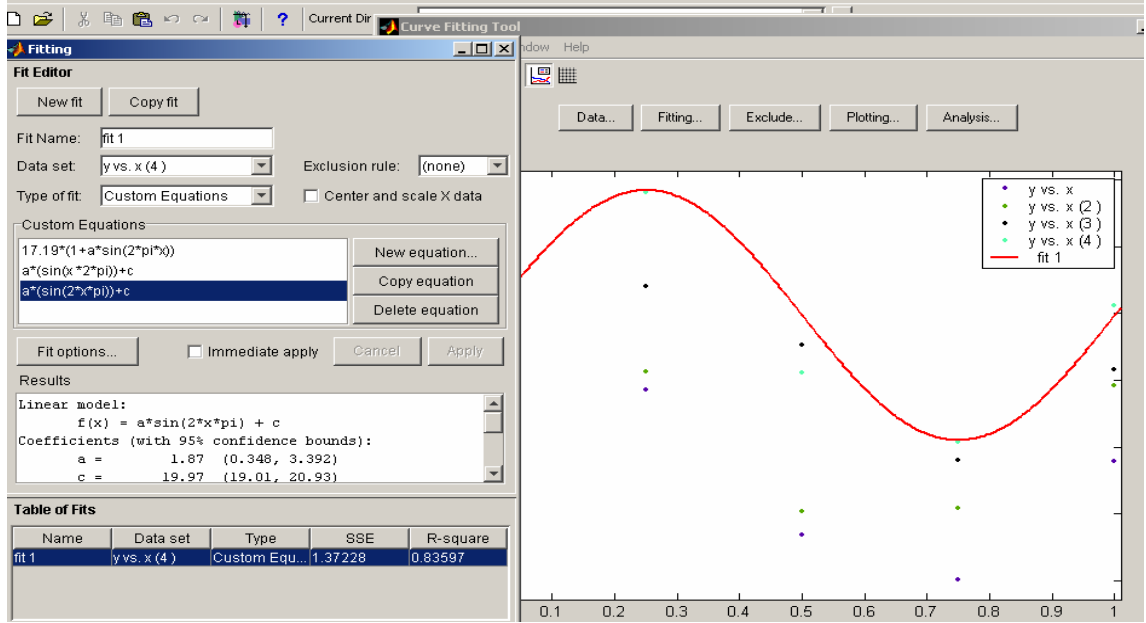 Current Dir
Curve Fitting Tool
Fitting
ndow Help
Fit Editor
New fit Copy fit
Data... Fitting... Exclude... Plotting... Analysis...
Fit Name: fit 1
Data set: y vs. x (4) Exclusion rule: (none)
Type of fit: Custom Equations Center and scale X data
Custom Equations
17.19*(1+a*sin(2*pi*x))
a*(sin(x*2*pi))+c
a*(sin(2*x*pi))+c
New equation...
Copy equation
Delete equation
Fit options... Immediate apply Cancel Apply
Results
Linear model:
f(x) = a*sin(2*x*pi) + c
Coefficients (with 95% confidence bounds):
a = 1.87 (0.348, 3.392)
c = 19.97 (19.01, 20.93)
Table of Fits
Name Data set Type SSE R-square
fit 1 y vs. x (4) Custom Equ... 1.37228 0.83597
y vs. x
y vs. x (2)
y vs. x (3)
y vs. x (4)
fit 1
0.1 0.2 0.3 0.4 0.5 0.6 0.7 0.8 0.9 1